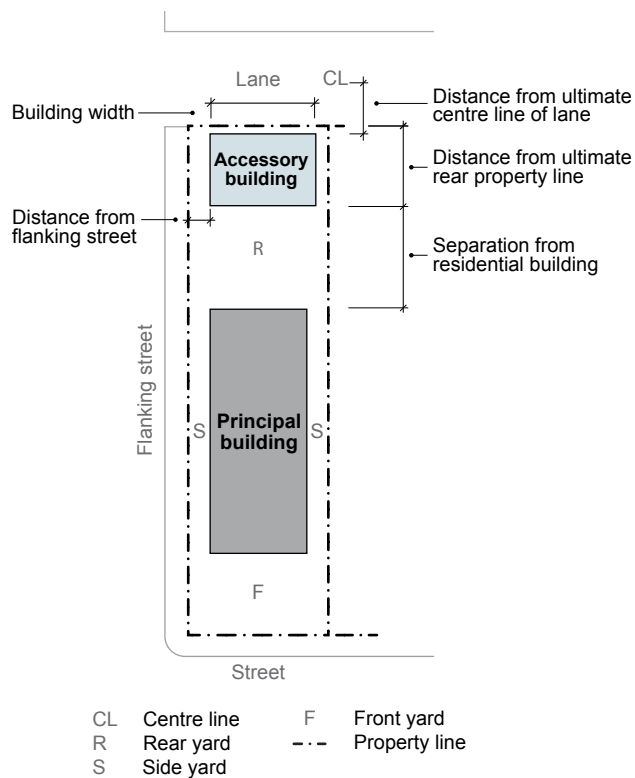 Lane
CL
Building width
Distance from ultimate
centre line of lane
Accessory
building
Distance from ultimate
rear property line
Distance from
flanking street
R
Separation from
residential building
Flanking street
S
Principal
building
S
F
Street
CL Centre line
R Rear yard
S Side yard
F Front yard
Property line